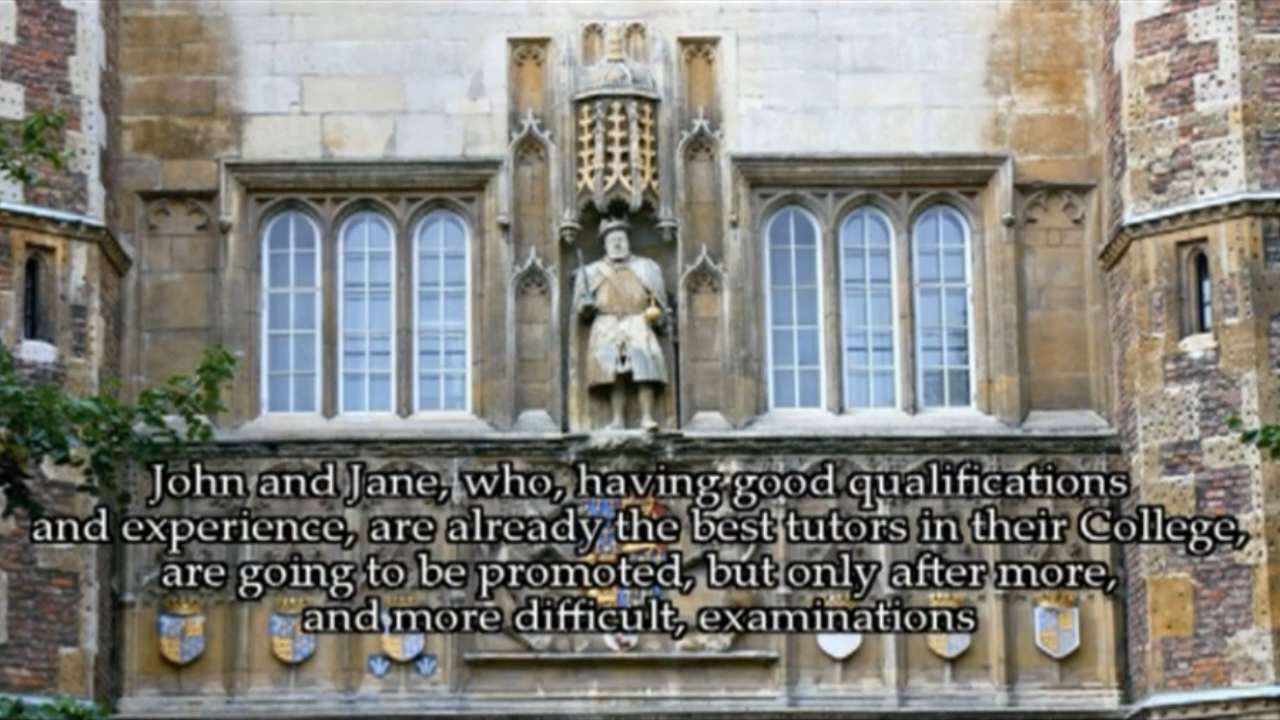 John and Jane, who, having good qualifications
and experience, are already the best tutors in their College,
are going to be promoted, but only after more,
and more difficult, examinations